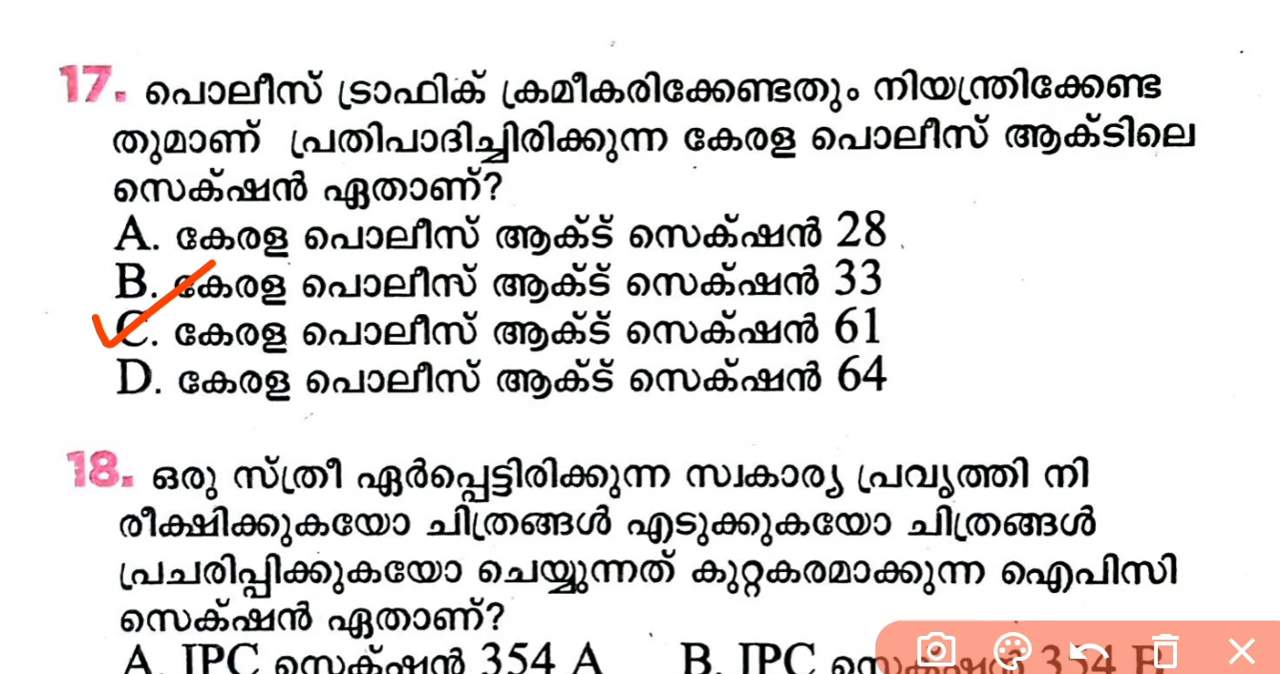 17. പൊലീസ് ട്രാഫിക് ക്രമീകരിക്കേണ്ടതും നിയന്ത്രിക്കേണ്ട
തുമാണ് പ്രതിപാദിച്ചിരിക്കുന്ന കേരള പൊലീസ് ആക്ടിലെ
സെക്ഷൻ ഏതാണ്?
A. കേരള പൊലീസ് ആക്ട് സെക്ഷൻ 28
B. കേരള പൊലീസ് ആക്ട് സെക്ഷൻ 33
C. കേരള പൊലീസ് ആക്ട് സെക്ഷൻ 61
D. കേരള പൊലീസ് ആക്ട് സെക്ഷൻ 64
18. ഒരു സ്ത്രീ ഏർപ്പെട്ടിരിക്കുന്ന സ്വകാര്യ പ്രവൃത്തി നി
രീക്ഷിക്കുകയോ ചിത്രങ്ങൾ എടുക്കുകയോ ചിത്രങ്ങൾ
പ്രചരിപ്പിക്കുകയോ ചെയ്യുന്നത് കുറ്റകരമാക്കുന്ന ഐപിസി
സെക്ഷൻ ഏതാണ്?
A. IPC സെക്ഷൻ 354 A B. IPC സെക്ഷൻ 354